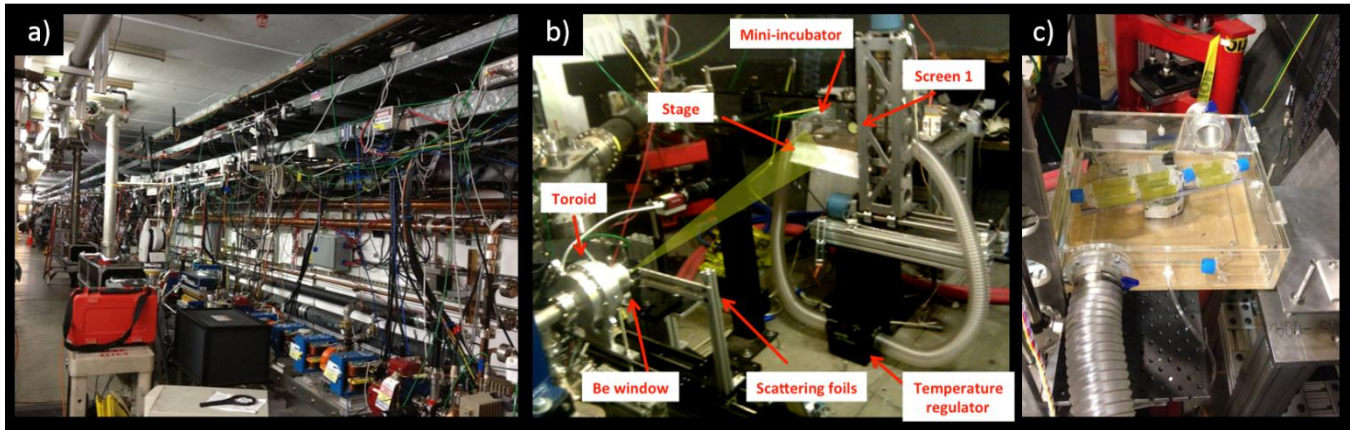 a)
b)
c)
Mini-incubator
Screen 1
Stage
Toroid
Be window
Scattering foils
Temperature
regulator